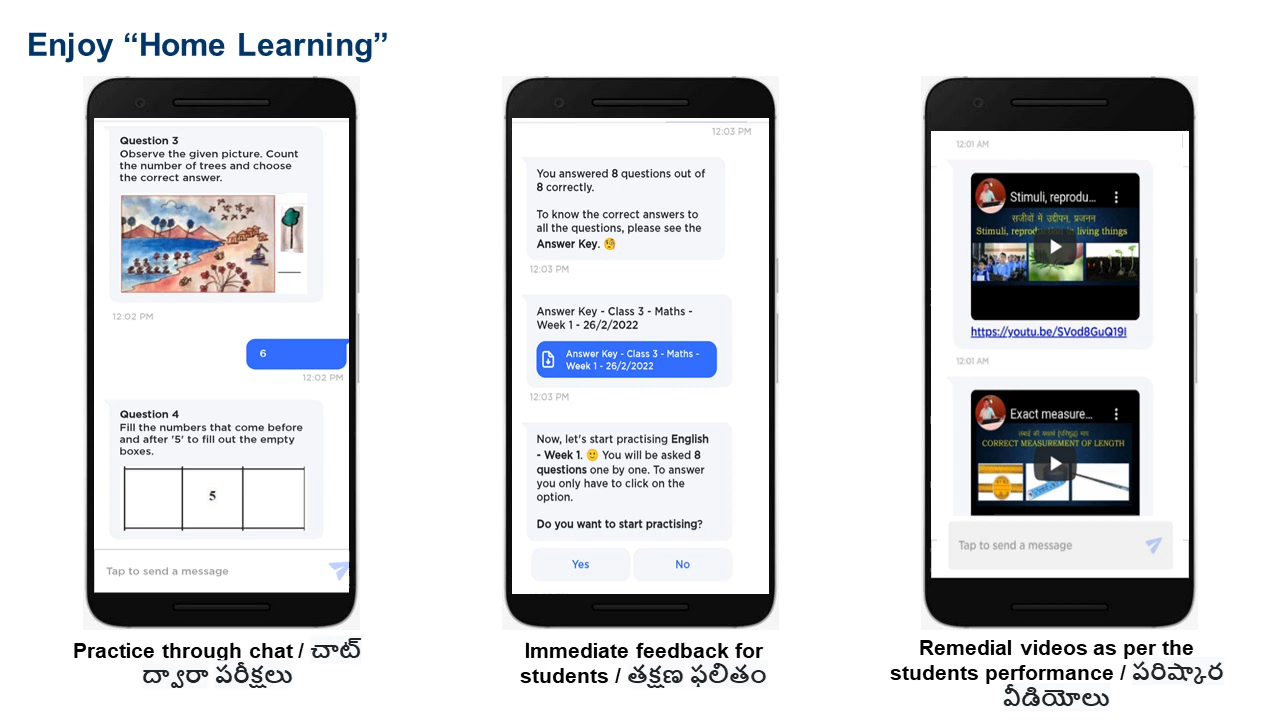 Enjoy “Home Learning”
Question 3
Observe the given picture. Count
the number of trees and choose
the correct answer.
12:02 PM
6
12:02 PM
Question 4
Fill the numbers that come before
and after '5' to fill out the empty
boxes.
5
Tap to send a message
Practice through chat / చాట్
ద్వారా పరీక్షలు
12:03 PM
You answered 8 questions out of
8 correctly.
To know the correct answers to
all the questions, please see the
Answer Key. 🧐
12:03 PM
Answer Key - Class 3 - Maths -
Week 1 - 26/2/2022
Answer Key - Class 3 - Maths -
Week 1 - 26/2/2022
12:03 PM
Now, let's start practising English
- Week 1. 🙂 You will be asked 8
questions one by one. To answer
you only have to click on the
option.
Do you want to start practising?
Yes No
Immediate feedback for
students / తక్షణ ఫలితం
12:01 AM
Stimuli, reprodu...
सजीवों में उद्दीपन, प्रजनन
Stimuli, reproduction in living things
https://youtu.be/SVod8GuQ19I
12:01 AM
Exact measure...
लंबाई की यथार्थ (परिशुद्ध) माप
CORRECT MEASUREMENT OF LENGTH
Tap to send a message
Remedial videos as per the
students performance / పరిష్కార
వీడియోలు